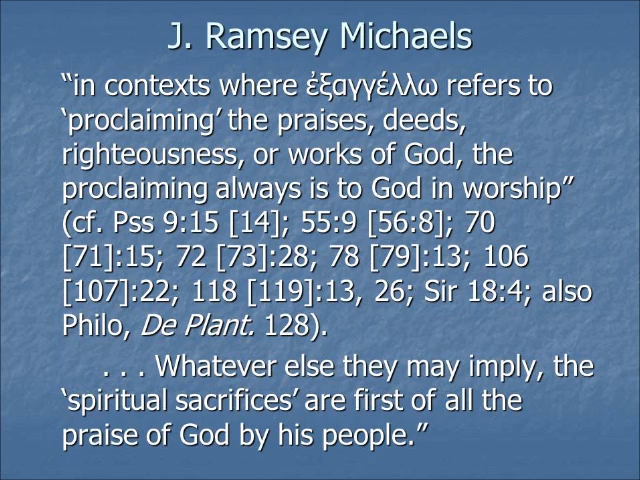 J. Ramsey Michaels
“in contexts where ἐξαγγέλλω refers to
‘proclaiming’ the praises, deeds,
righteousness, or works of God, the
proclaiming always is to God in worship”
(cf. Pss 9:15 [14]; 55:9 [56:8]; 70
[71]:15; 72 [73]:28; 78 [79]:13; 106
[107]:22; 118 [119]:13, 26; Sir 18:4; also
Philo, De Plant. 128).
. . . Whatever else they may imply, the
‘spiritual sacrifices’ are first of all the
praise of God by his people.”